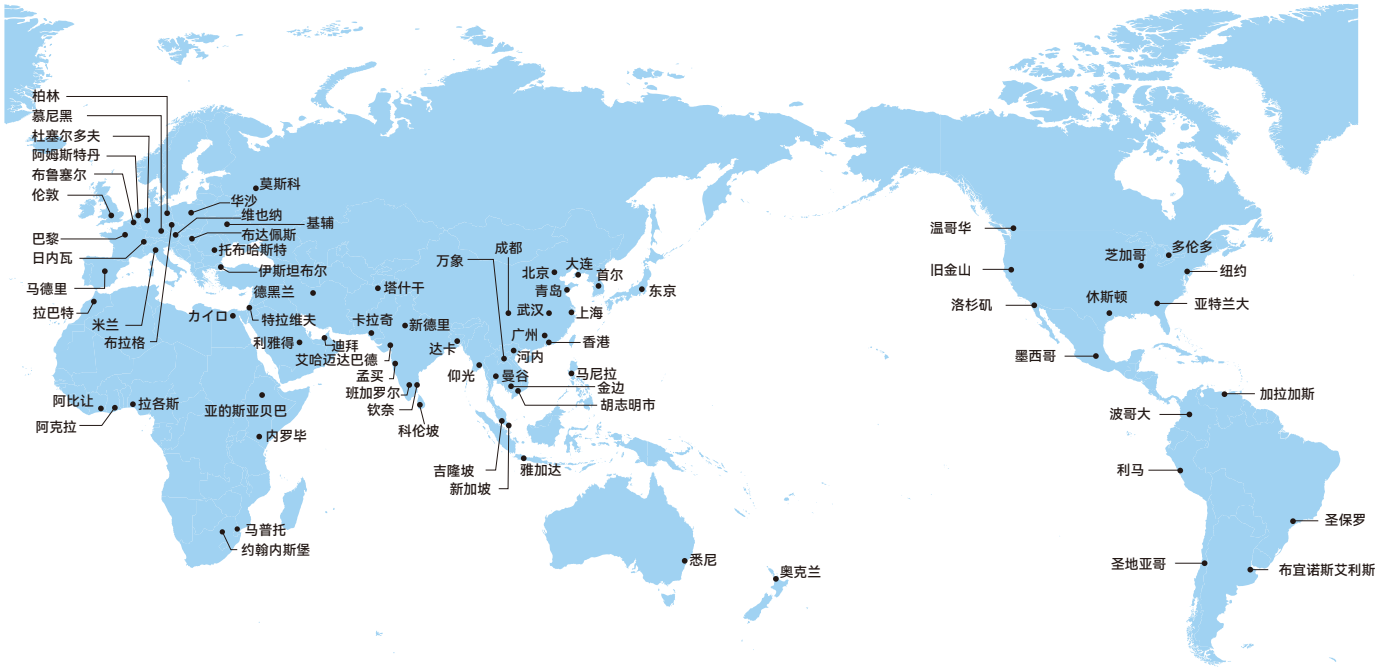 柏林
慕尼黑
杜塞尔多夫
阿姆斯特丹
布鲁塞尔
伦敦
巴黎
日内瓦
马德里
拉巴特
米兰
布拉格
莫斯科
华沙
维也纳
基辅
布达佩斯
托布哈斯特
伊斯坦布尔
德黑兰
塔什干
カイロ
特拉维夫
利雅得
迪拜
卡拉奇
新德里
艾哈迈达巴德
孟买
班加罗尔
钦奈
科伦坡
达卡
仰光
阿比让
阿克拉
拉各斯
亚的斯亚贝巴
内罗毕
马普托
约翰内斯堡
万象
成都
北京
大连
首尔
青岛
东京
武汉
上海
广州
香港
河内
曼谷
马尼拉
金边
胡志明市
吉隆坡
新加坡
雅加达
悉尼
奥克兰
温哥华
旧金山
洛杉矶
芝加哥
多伦多
纽约
休斯顿
亚特兰大
墨西哥
加拉加斯
波哥大
利马
圣保罗
圣地亚哥
布宜诺斯艾利斯